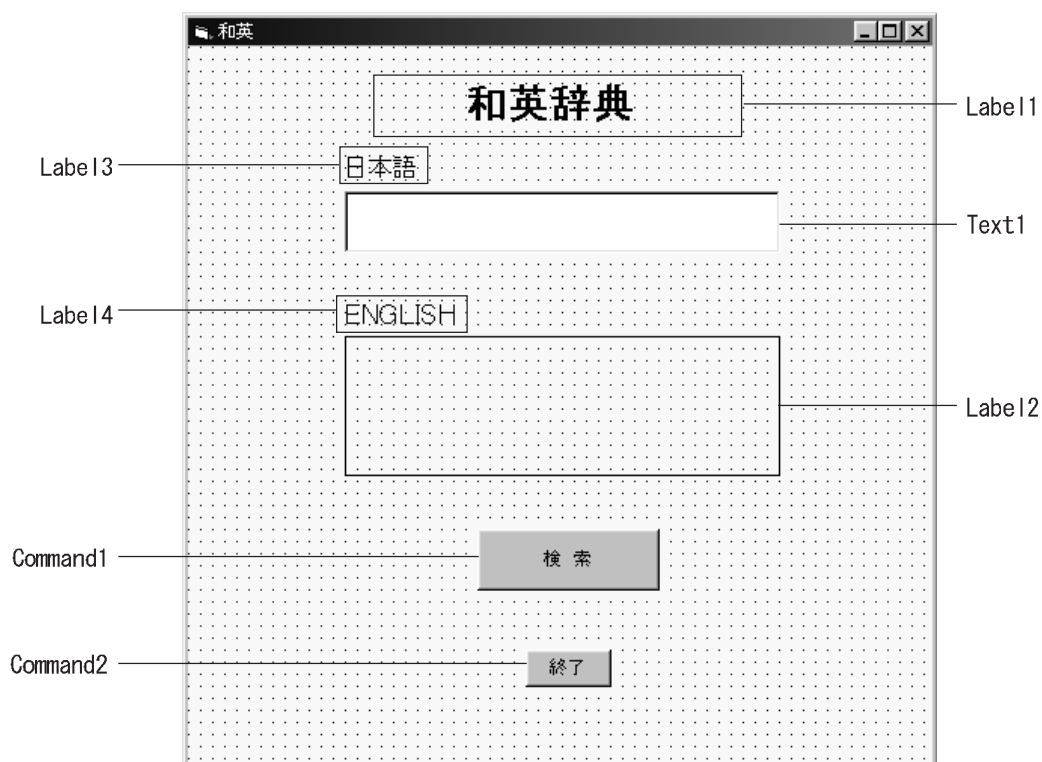 和英
和英辞典
Label1
Label3
日本語
Text1
Label4
ENGLISH
Label2
Command1
検 索
Command2
終了